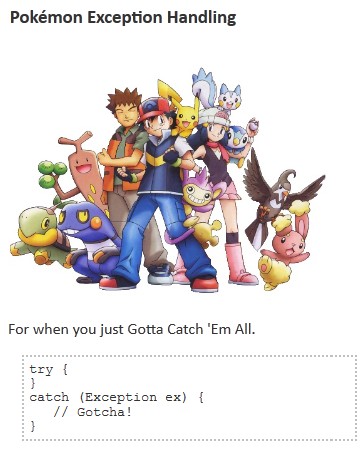 Pokémon Exception Handling
For when you just Gotta Catch 'Em All.
try {
}
catch (Exception ex) {
   // Gotcha!
}